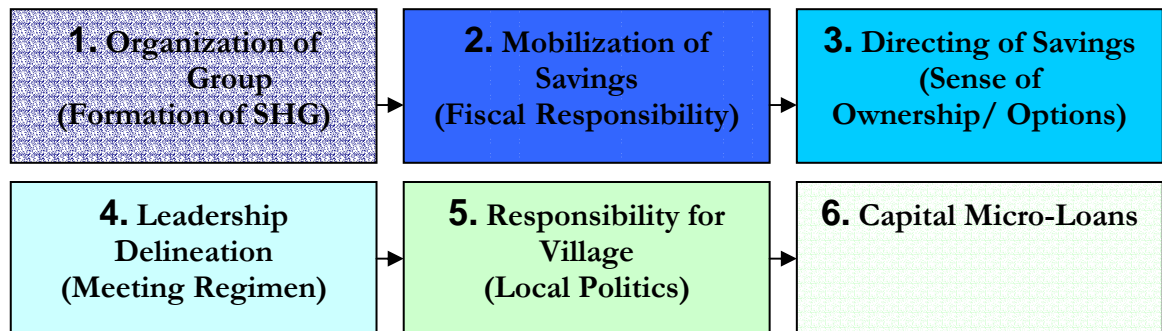 1. Organization of
Group
(Formation of SHG)
2. Mobilization of
Savings
(Fiscal Responsibility)
3. Directing of Savings
(Sense of
Ownership/ Options)
4. Leadership
Delineation
(Meeting Regimen)
5. Responsibility for
Village
(Local Politics)
6. Capital Micro-Loans